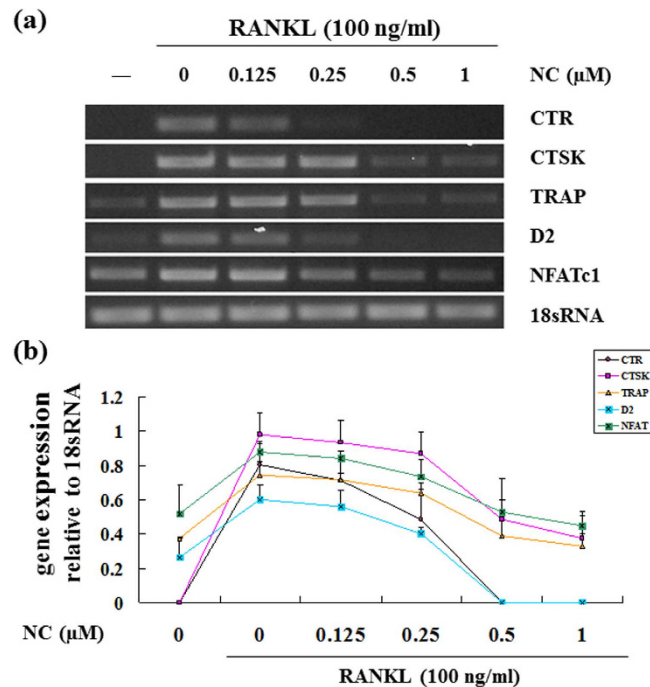 (a)
RANKL (100 ng/ml)
— 0 0.125 0.25 0.5 1 NC (μM)
CTR
CTSK
TRAP
D2
NFATc1
18sRNA
(b)
CTR
CTSK
TRAP
D2
NFAT
gene expression
relative to 18sRNA
1.2
1
0.8
0.6
0.4
0.2
0
NC (μM) 0 0 0.125 0.25 0.5 1
RANKL (100 ng/ml)